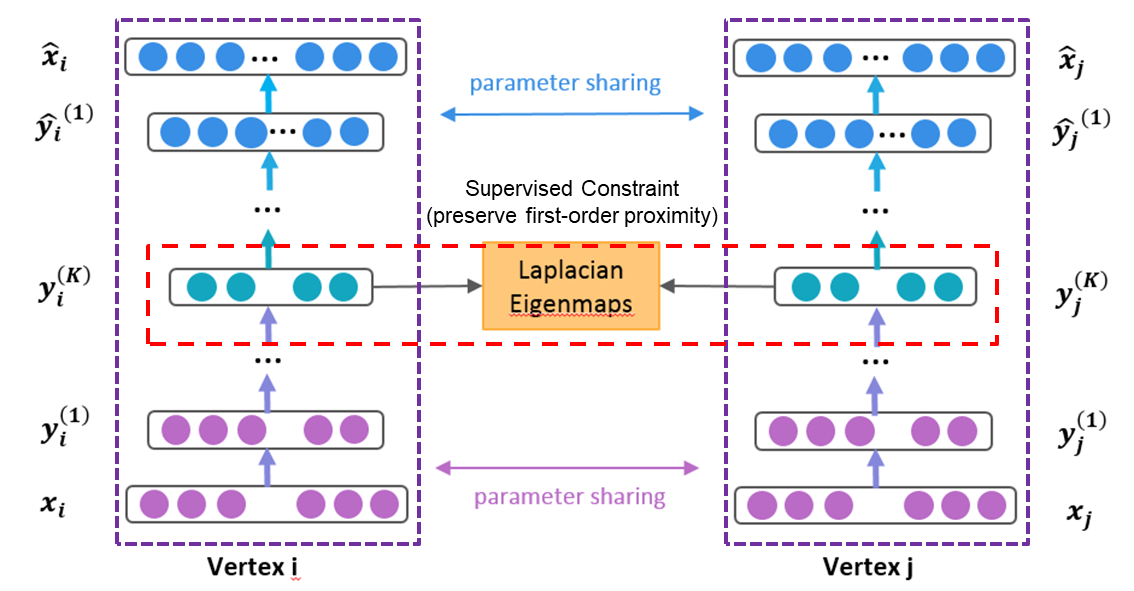 x̂ᵢ
x̂ⱼ
parameter sharing
ŷᵢ⁽¹⁾
ŷⱼ⁽¹⁾
...
...
...
...
Supervised Constraint
(preserve first-order proximity)
...
...
yᵢ⁽ᴷ⁾
Laplacian
Eigenmaps
yⱼ⁽ᴷ⁾
...
...
yᵢ⁽¹⁾
yⱼ⁽¹⁾
parameter sharing
xᵢ
xⱼ
Vertex i
Vertex j